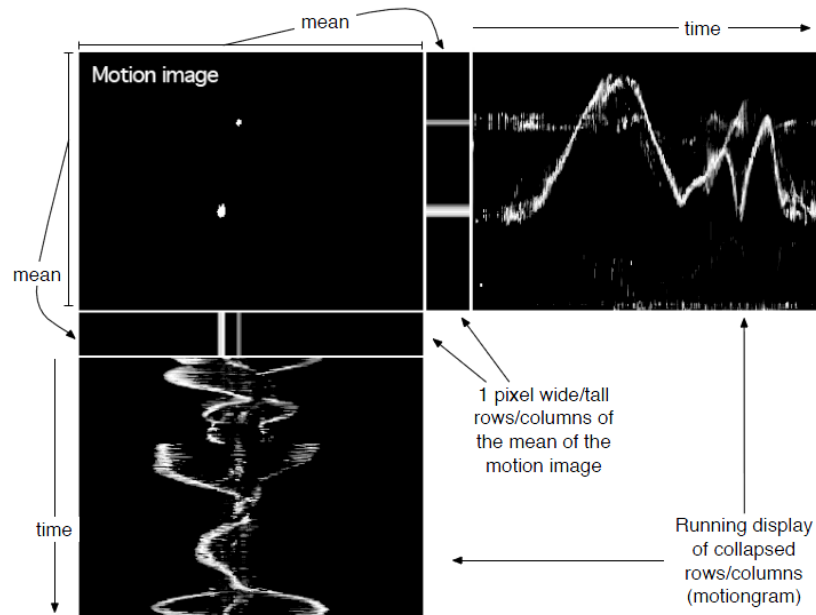 mean
time
Motion image
mean
1 pixel wide/tall
rows/columns of
the mean of the
motion image
time
Running display
of collapsed
rows/columns
(motiongram)